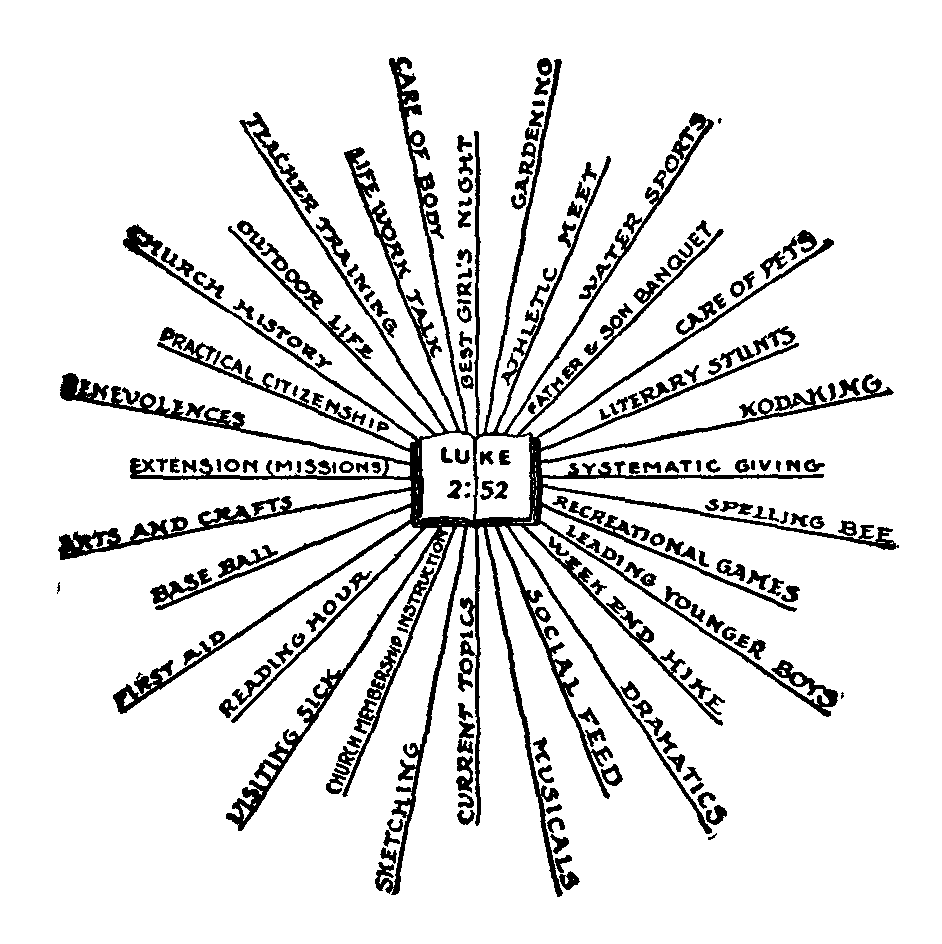 LUKE
2:52
BEST GIRL'S NIGHT
GARDENING
ATHLETIC MEET
WATER SPORTS
FATHER & SON BANQUET
CARE OF PETS
LITERARY STUNTS
KODAKING
SYSTEMATIC GIVING
SPELLING BEE
RECREATIONAL GAMES
LEADING YOUNGER BOYS
WEEK END HIKE
DRAMATICS
SOCIAL FEED
MUSICALS
CURRENT TOPICS
SKETCHING
CHURCH MEMBERSHIP INSTRUCTION
VISITING SICK
READING HOUR
FIRST AID
BASE BALL
ARTS AND CRAFTS
EXTENSION (MISSIONS)
BENEVOLENCES
PRACTICAL CITIZENSHIP
CHURCH HISTORY
OUTDOOR LIFE
TEACHER TRAINING
LIFE WORK TALK
CARE OF BODY